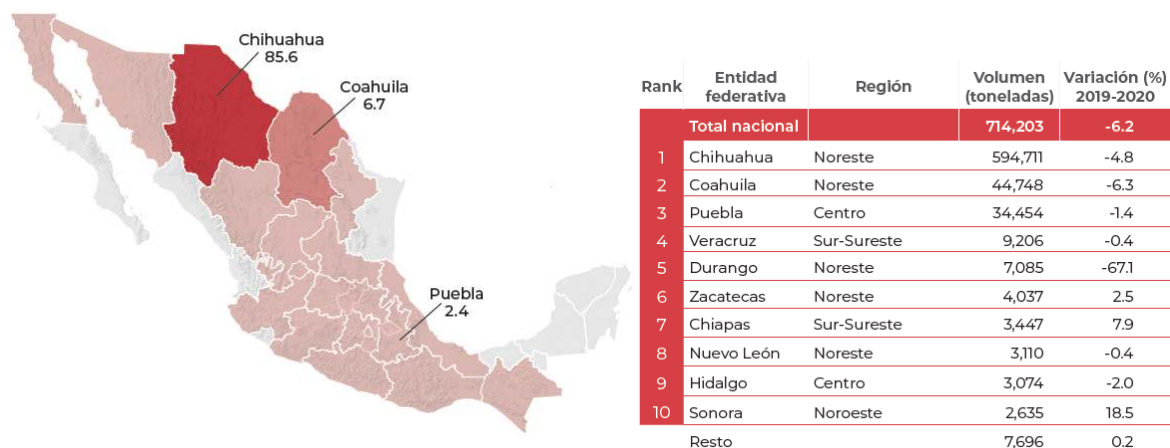 Chihuahua
85.6
Coahuila
6.7
Puebla
2.4
Rank Entidad federativa Región Volumen (toneladas) Variación (%) 2019-2020
Total nacional 714,203 -6.2
1 Chihuahua Noreste 594,711 -4.8
2 Coahuila Noreste 44,748 -6.3
3 Puebla Centro 34,454 -1.4
4 Veracruz Sur-Sureste 9,206 -0.4
5 Durango Noreste 7,085 -67.1
6 Zacatecas Noreste 4,037 2.5
7 Chiapas Sur-Sureste 3,447 7.9
8 Nuevo León Noreste 3,110 -0.4
9 Hidalgo Centro 3,074 -2.0
10 Sonora Noroeste 2,635 18.5
Resto 7,696 0.2